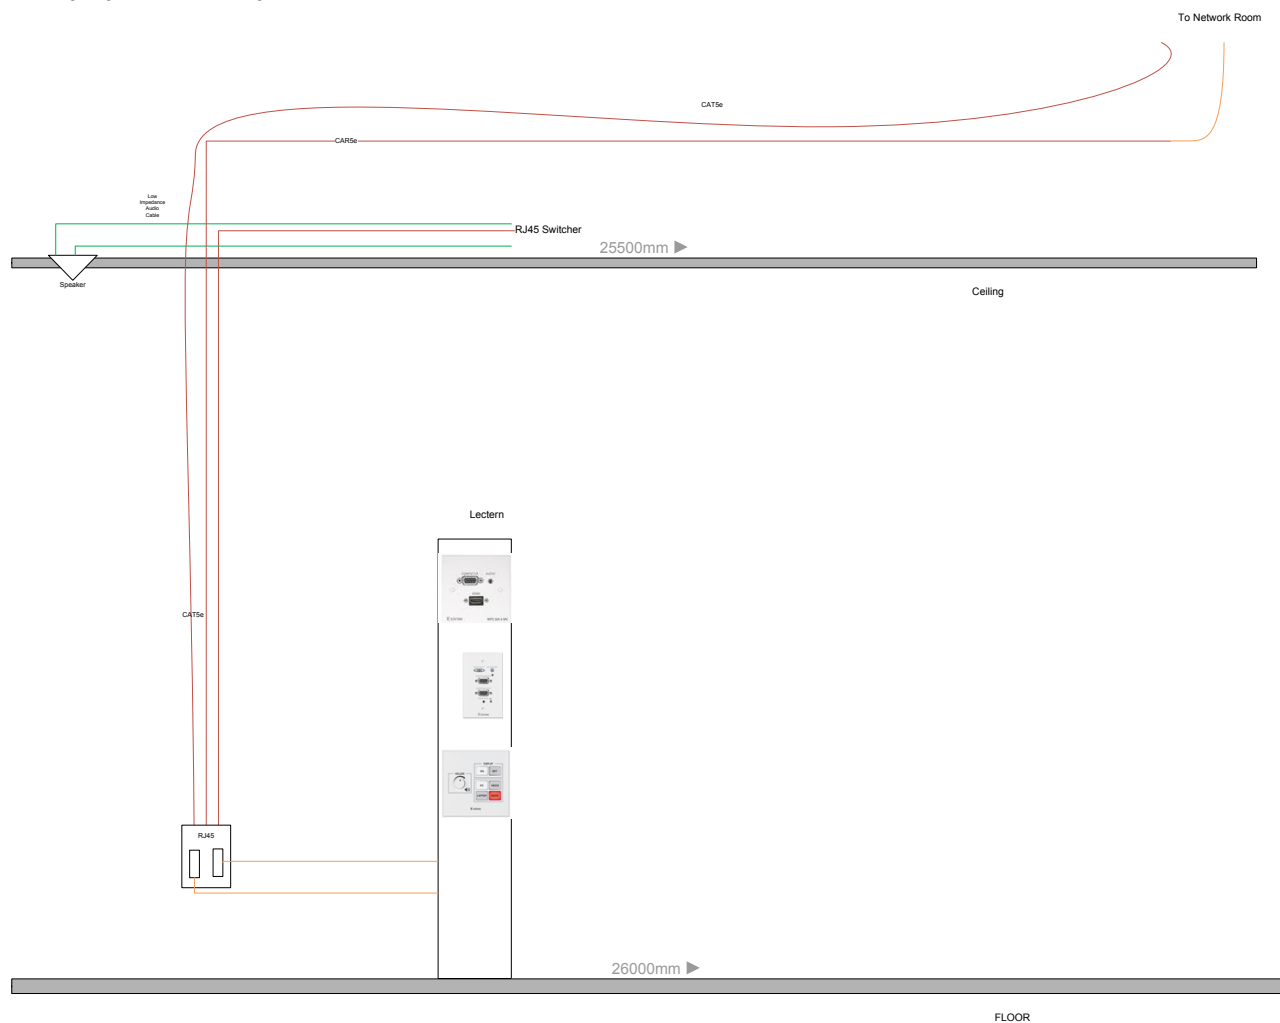 To Network Room
CAT5e
CAR5e
Low
Impedance
Audio
Cable
RJ45 Switcher
25500mm
Speaker
Ceiling
Lectern
CAT5e
RJ45
26000mm
FLOOR